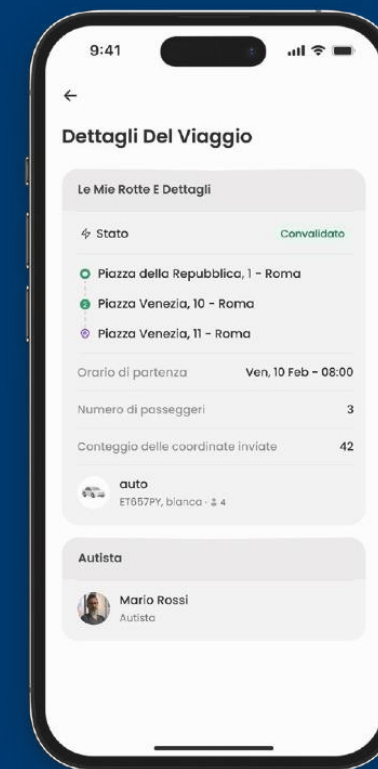 9:41
Dettagli Del Viaggio
Le Mie Rotte E Dettagli
Stato Convalidato
Piazza della Repubblica, 1 - Roma
Piazza Venezia, 10 - Roma
Piazza Venezia, 11 - Roma
Orario di partenza Ven, 10 Feb - 08:00
Numero di passeggeri 3
Conteggio delle coordinate inviate 42
auto
ET657PY, bianca · 4
Autista
Mario Rossi
Autista